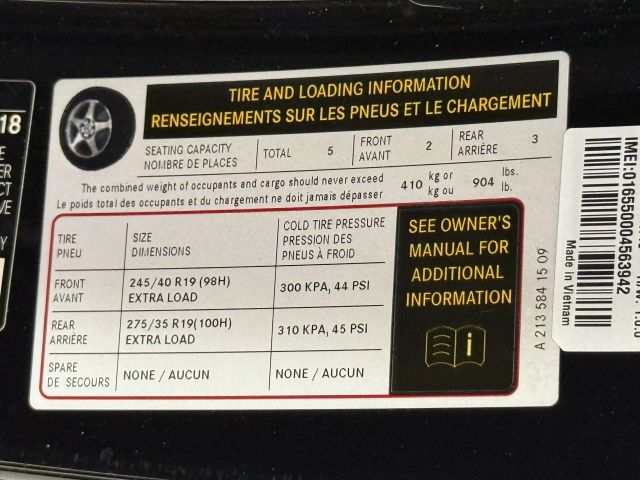 18
TIRE AND LOADING INFORMATION
RENSEIGNEMENTS SUR LES PNEUS ET LE CHARGEMENT
SEATING CAPACITY
NOMBRE DE PLACES
TOTAL 5
FRONT
AVANT
2
REAR
ARRIÈRE
3
The combined weight of occupants and cargo should never exceed
Le poids total des occupants et du chargement ne doit jamais dépasser
410 kg or
kg ou
904 lbs.
lb.
TIRE
PNEU
SIZE
DIMENSIONS
COLD TIRE PRESSURE
PRESSION DES
PNEUS À FROID
FRONT
AVANT
245/40 R19 (98H)
EXTRA LOAD
300 KPA, 44 PSI
REAR
ARRIÈRE
275/35 R19(100H)
EXTRA LOAD
310 KPA, 45 PSI
SPARE
DE SECOURS
NONE / AUCUN
NONE / AUCUN
SEE OWNER'S
MANUAL FOR
ADDITIONAL
INFORMATION
i
A 213 584 15 09
IMEI:016550004563942
Made in Vietnam